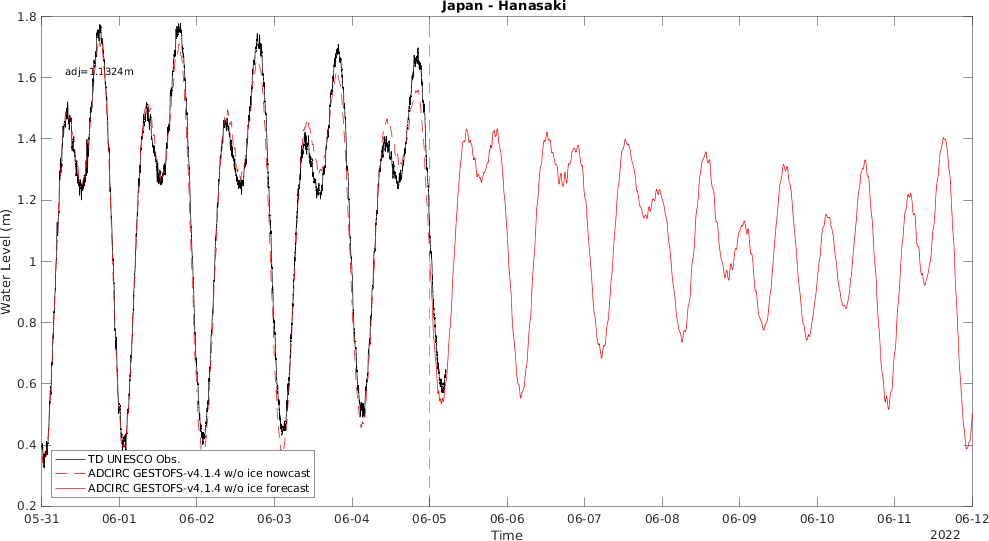 Japan - Hanasaki
1.8
1.6
1.4
1.2
1
0.8
0.6
0.4
0.2
Water Level (m)
adj=1.1324m
TD UNESCO Obs.
ADCIRC GESTOFS-v4.1.4 w/o ice nowcast
ADCIRC GESTOFS-v4.1.4 w/o ice forecast
05-31 06-01 06-02 06-03 06-04 06-05 06-06 06-07 06-08 06-09 06-10 06-11 06-12
Time
2022